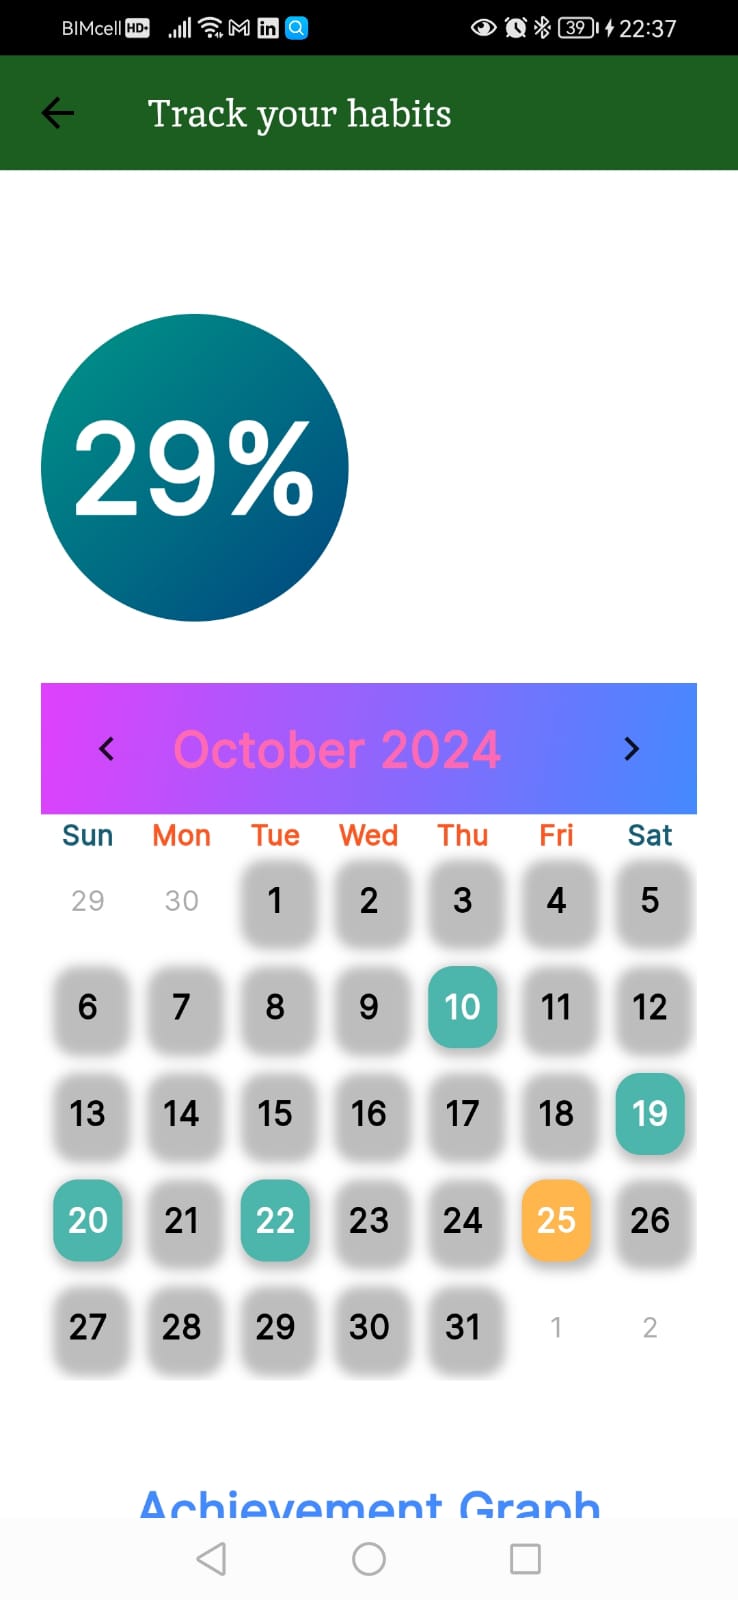 BIMcell HD+ 39 22:37
Track your habits
29%
October 2024
Sun Mon Tue Wed Thu Fri Sat
29 30 1 2 3 4 5
6 7 8 9 10 11 12
13 14 15 16 17 18 19
20 21 22 23 24 25 26
27 28 29 30 31 1 2
Achievement Graph